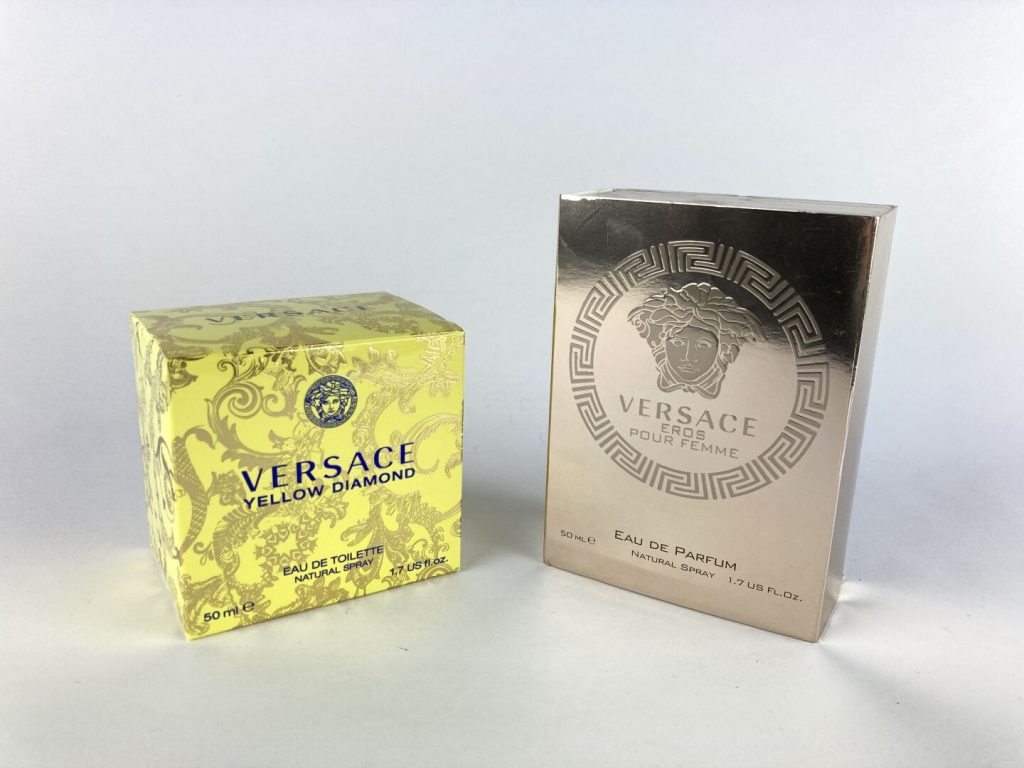 VERSACE
VERSACE
YELLOW DIAMOND
EAU DE TOILETTE
NATURAL SPRAY 1.7 US fl.oz.
50 ml e
VERSACE
EROS
POUR FEMME
50 ML e EAU DE PARFUM
NATURAL SPRAY 1.7 US FL.OZ.